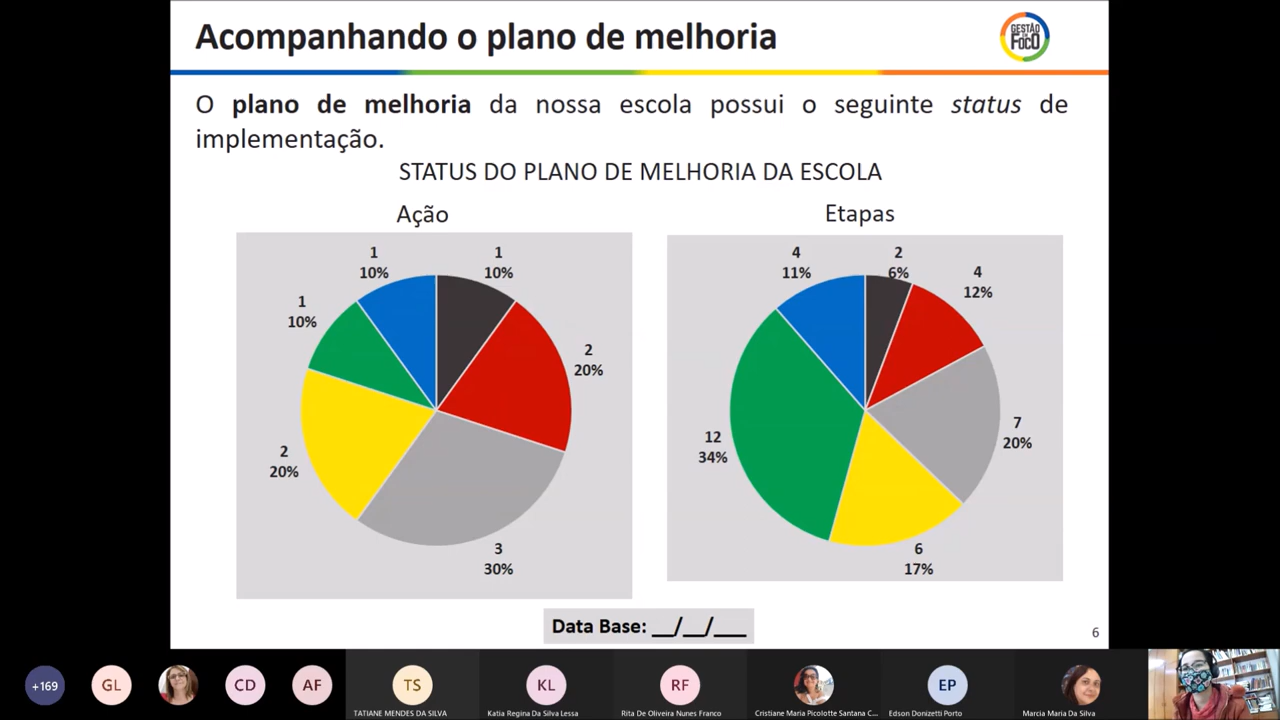 Acompanhando o plano de melhoria
GESTÃO
EM
FOCO
O plano de melhoria da nossa escola possui o seguinte status de
implementação.
STATUS DO PLANO DE MELHORIA DA ESCOLA
Ação
1
10%
1
10%
1
10%
2
20%
2
20%
3
30%
Etapas
4
11%
2
6%
4
12%
12
34%
7
20%
6
17%
Data Base: __/__/___
6
+169
GL
CD
AF
TS
KL
RF
EP
TATIANE MENDES DA SILVA
Katia Regina Da Silva Lessa
Rita De Oliveira Nunes Franco
Cristiane Maria Picolotte Santana C...
Edson Donizetti Porto
Marcia Maria Da Silva